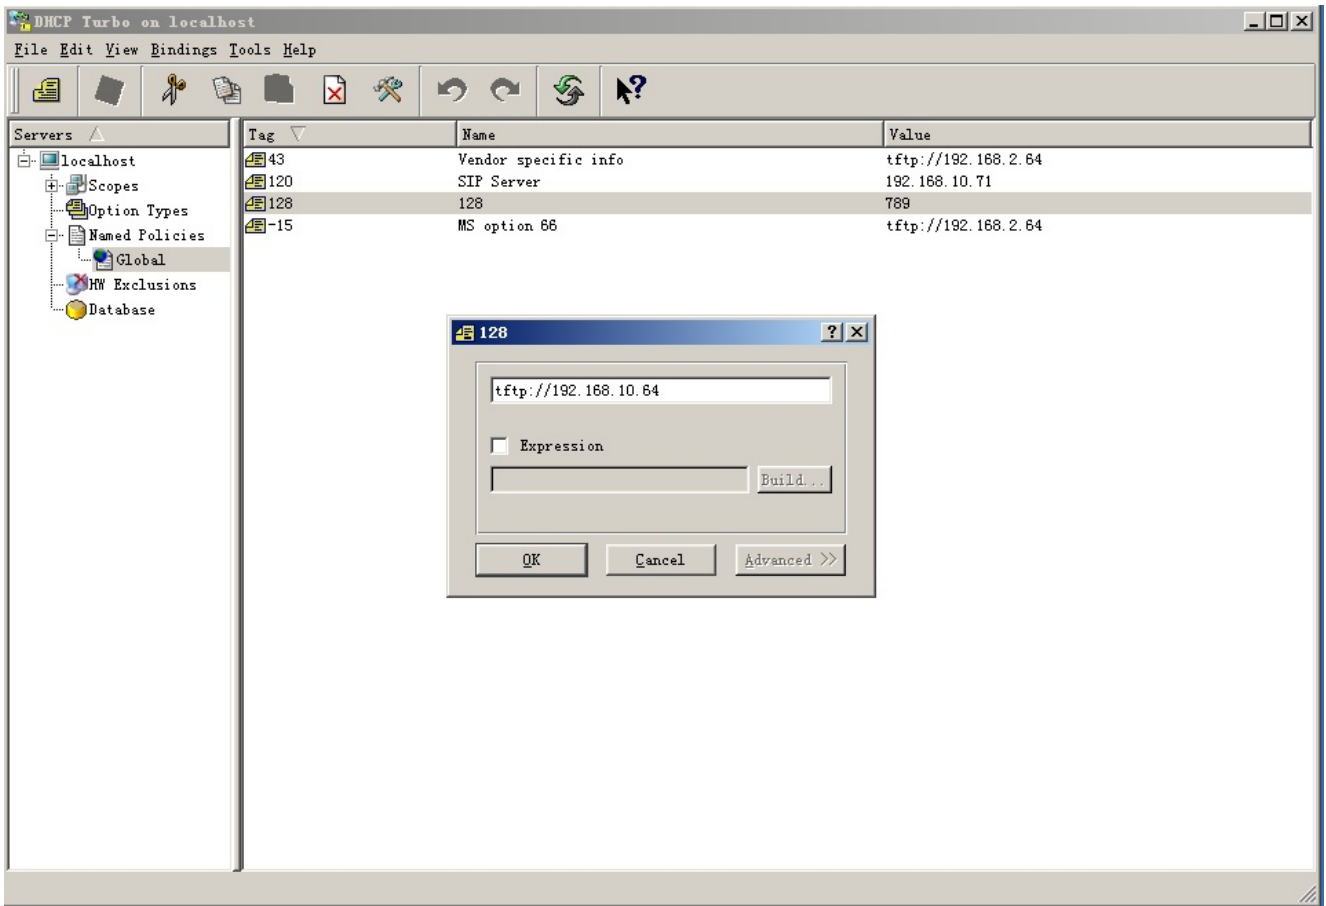 DHCP Turbo on localhost
File Edit View Bindings Tools Help
Servers
Tag Name Value
localhost
Scopes
Option Types
Named Policies
Global
HW Exclusions
Database
43 Vendor specific info tftp://192.168.2.64
120 SIP Server 192.168.10.71
128 128 789
-15 MS option 66 tftp://192.168.2.64
128
tftp://192.168.10.64
Expression
Build...
OK Cancel Advanced >>